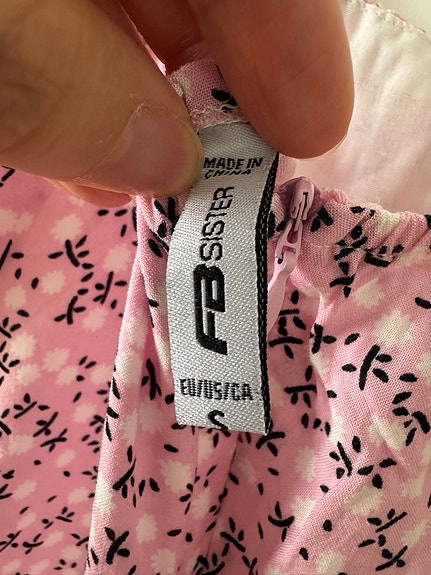 MADE IN
CHINA
FB SISTER
EU/US/CA
S